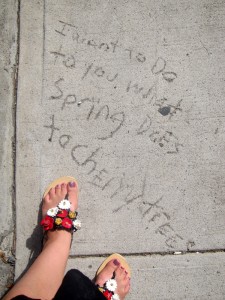 I want to Do
to you what
Spring DOES
to CHERRY TREES